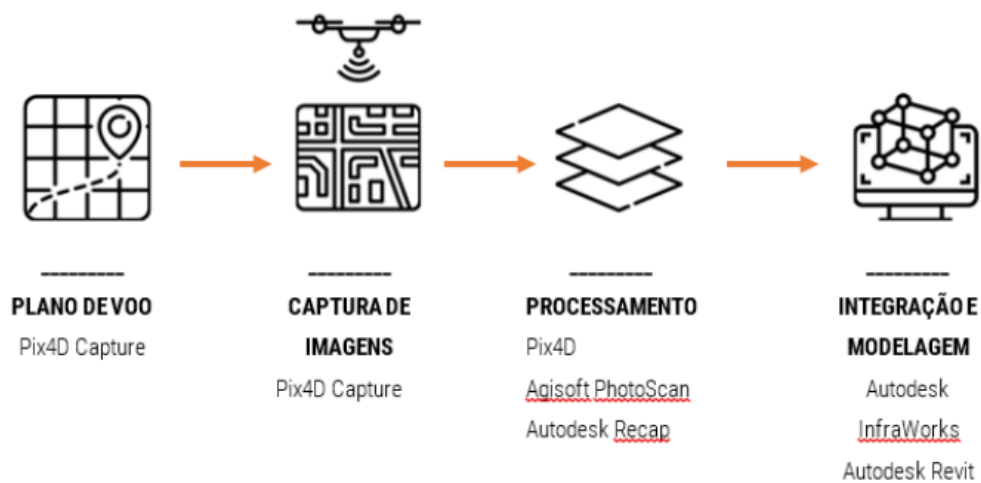 PLANO DE VOO
Pix4D Capture
CAPTURA DE
IMAGENS
Pix4D Capture
PROCESSAMENTO
Pix4D
Agisoft PhotoScan
Autodesk Recap
INTEGRAÇÃO E
MODELAGEM
Autodesk
InfraWorks
Autodesk Revit